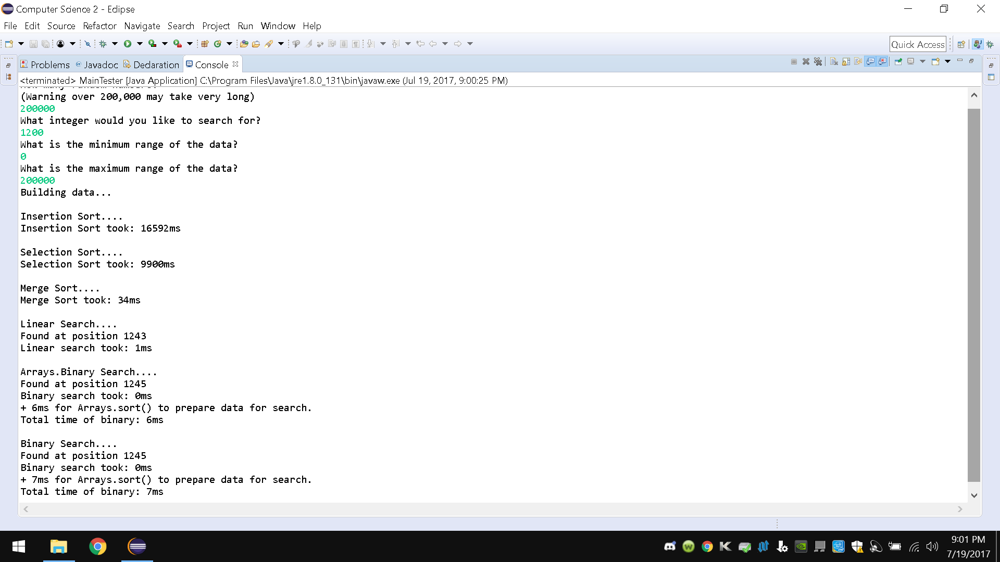 Computer Science 2 - Eclipse
File Edit Source Refactor Navigate Search Project Run Window Help
Quick Access
Problems @ Javadoc Declaration Console
<terminated> MainTester [Java Application] C:\Program Files\Java\jre1.8.0_131\bin\javaw.exe (Jul 19, 2017, 9:00:25 PM)
(Warning over 200,000 may take very long)
200000
What integer would you like to search for?
1200
What is the minimum range of the data?
0
What is the maximum range of the data?
200000
Building data...
Insertion Sort....
Insertion Sort took: 16592ms
Selection Sort....
Selection Sort took: 9900ms
Merge Sort....
Merge Sort took: 34ms
Linear Search....
Found at position 1243
Linear search took: 1ms
Arrays.Binary Search....
Found at position 1245
Binary search took: 0ms
+ 6ms for Arrays.sort() to prepare data for search.
Total time of binary: 6ms
Binary Search....
Found at position 1245
Binary search took: 0ms
+ 7ms for Arrays.sort() to prepare data for search.
Total time of binary: 7ms
9:01 PM
7/19/2017